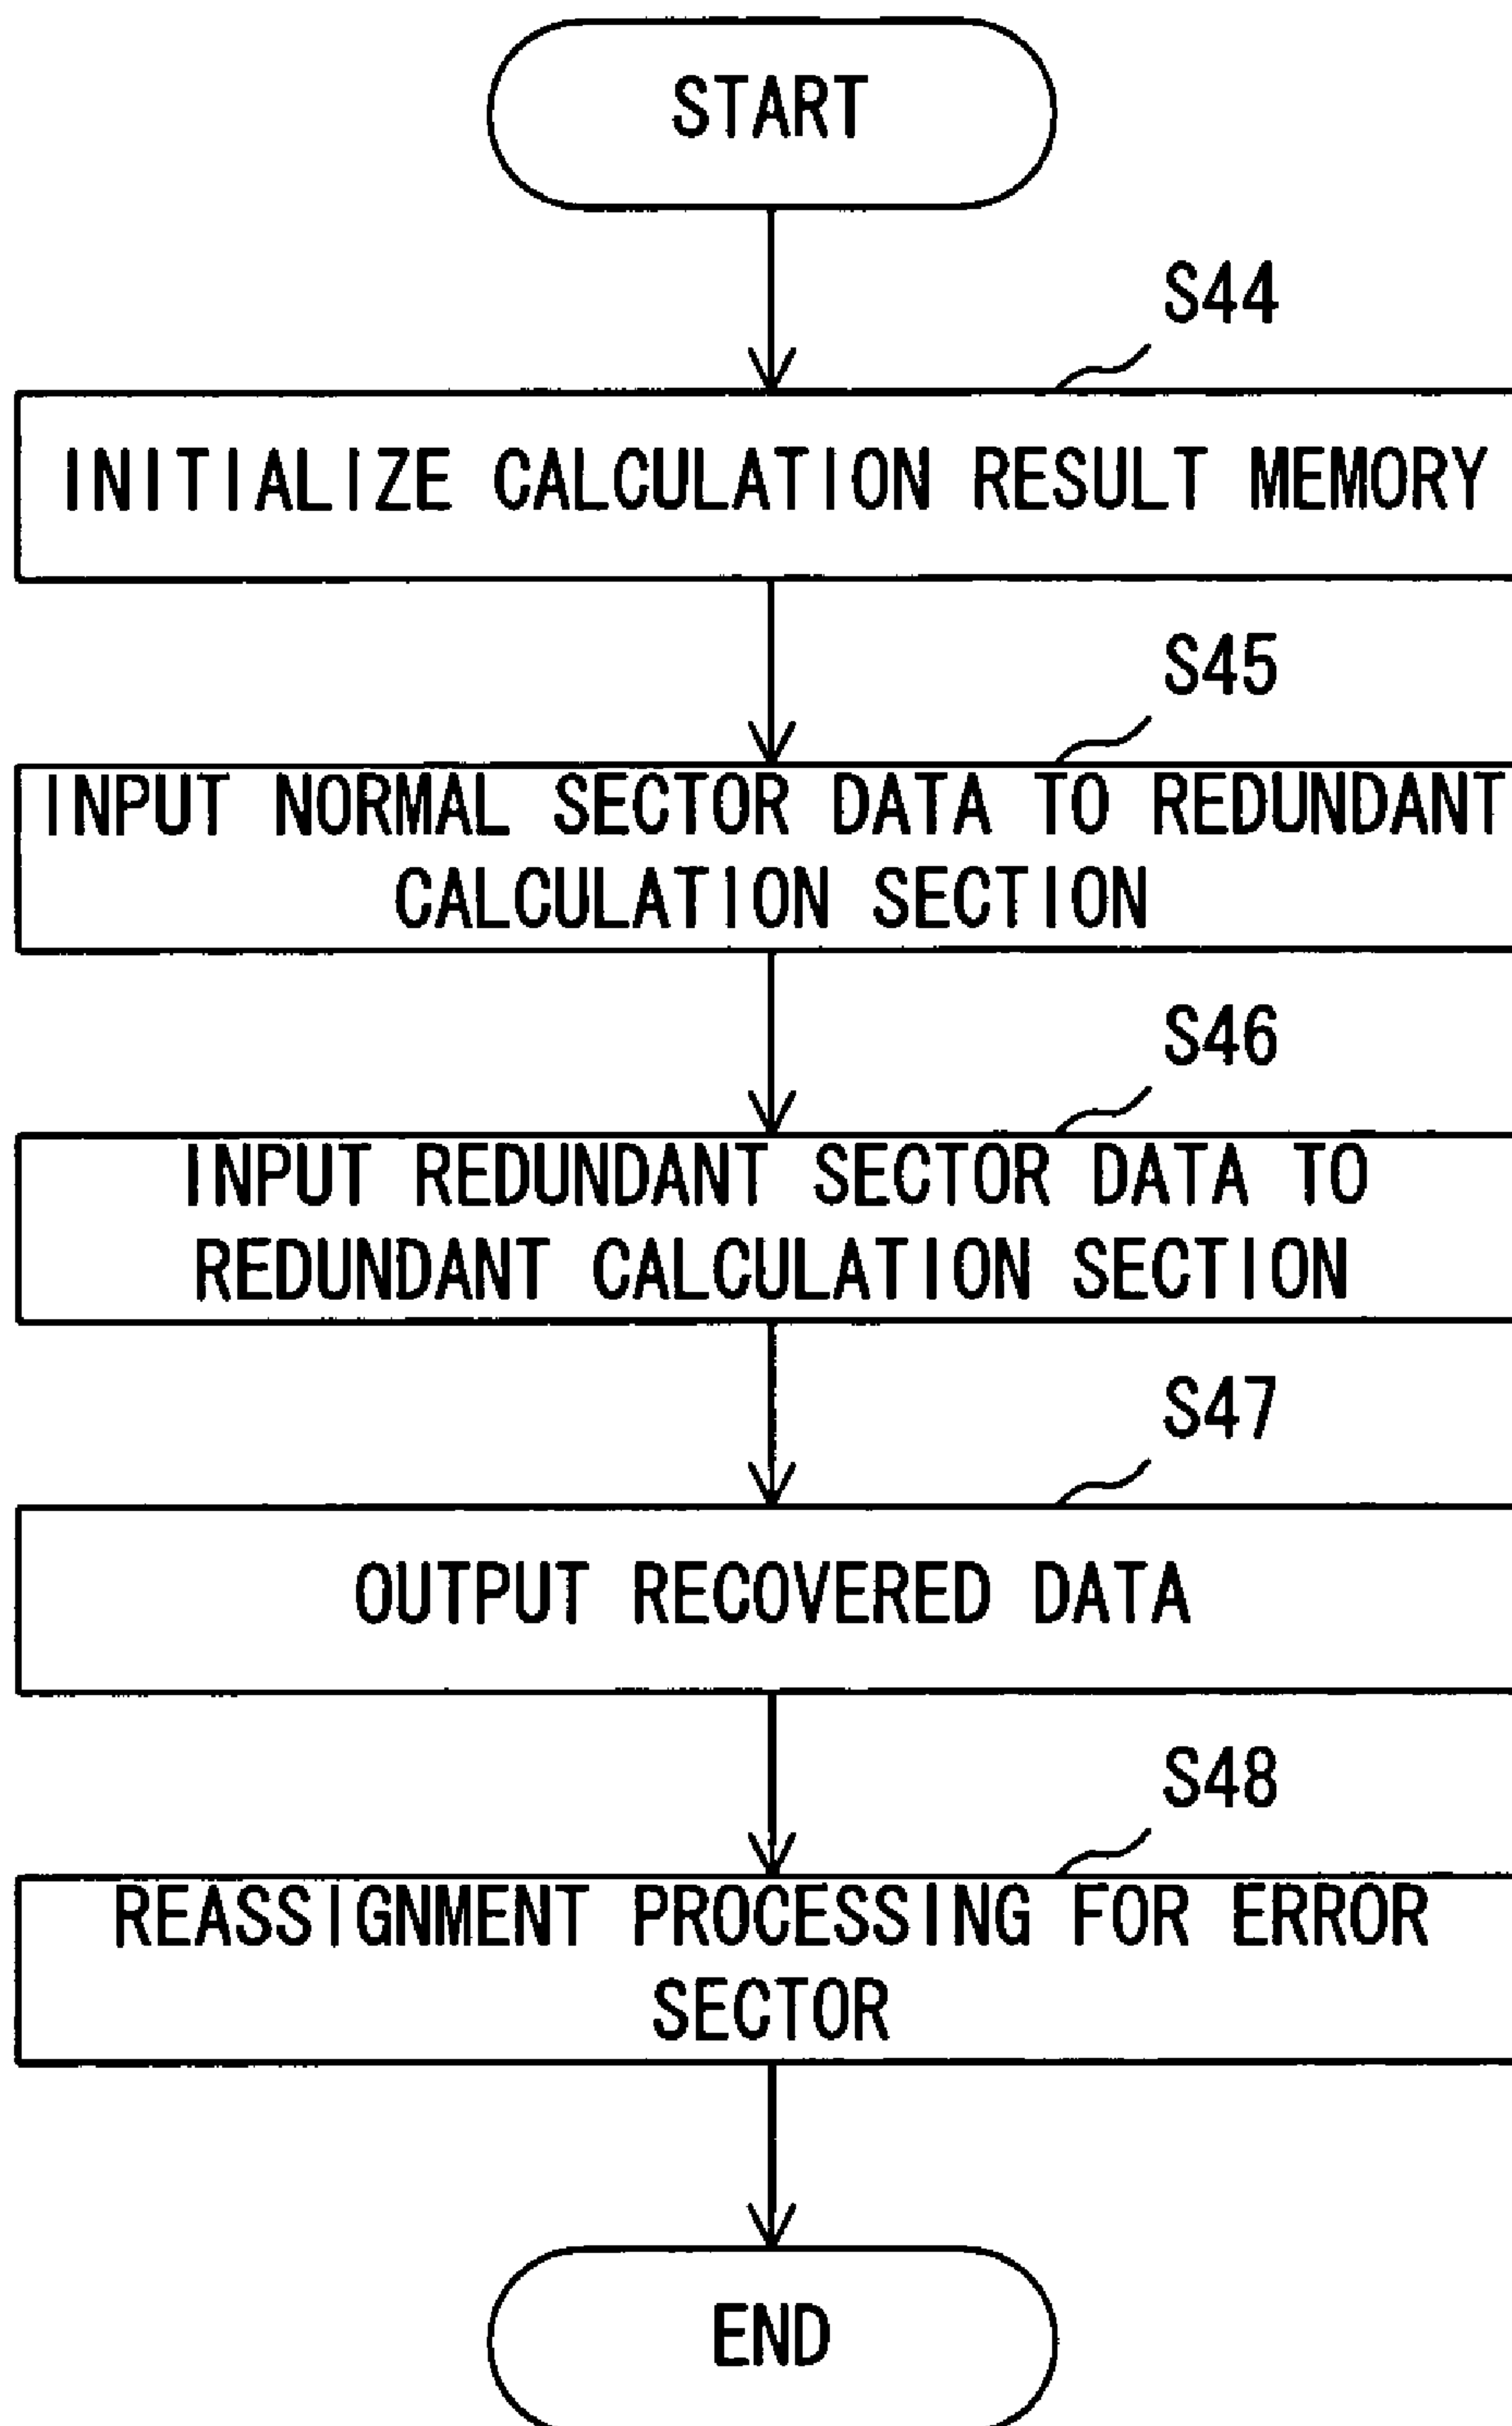 START
S44
INITIALIZE CALCULATION RESULT MEMORY
S45
INPUT NORMAL SECTOR DATA TO REDUNDANT
CALCULATION SECTION
S46
INPUT REDUNDANT SECTOR DATA TO
REDUNDANT CALCULATION SECTION
S47
OUTPUT RECOVERED DATA
S48
REASSIGNMENT PROCESSING FOR ERROR
SECTOR
END